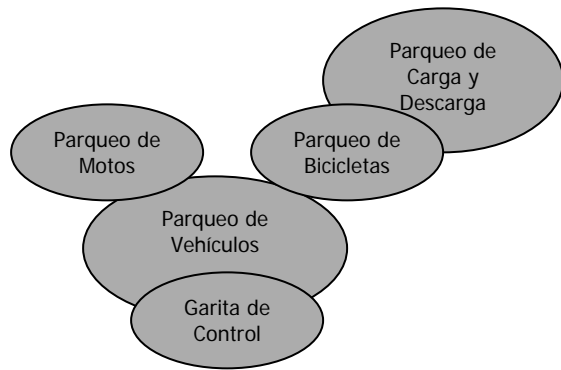 Parqueo de
Carga y
Descarga
Parqueo de
Motos
Parqueo de
Bicicletas
Parqueo de
Vehículos
Garita de
Control